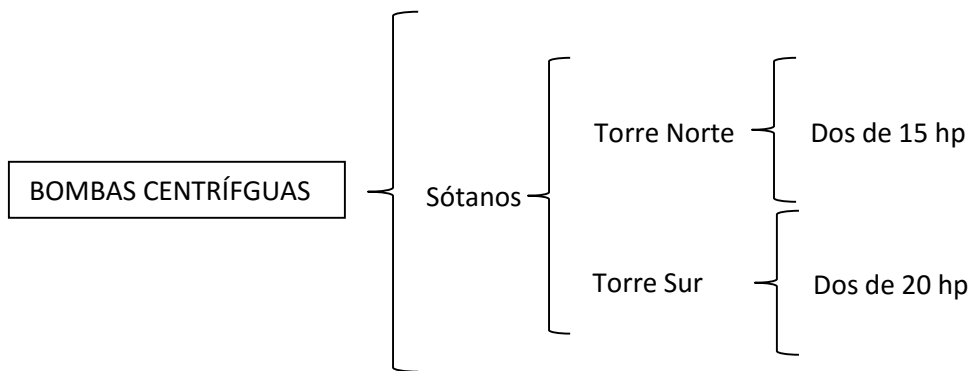 BOMBAS CENTRÍFGUAS
Sótanos
Torre Norte
Dos de 15 hp
Torre Sur
Dos de 20 hp